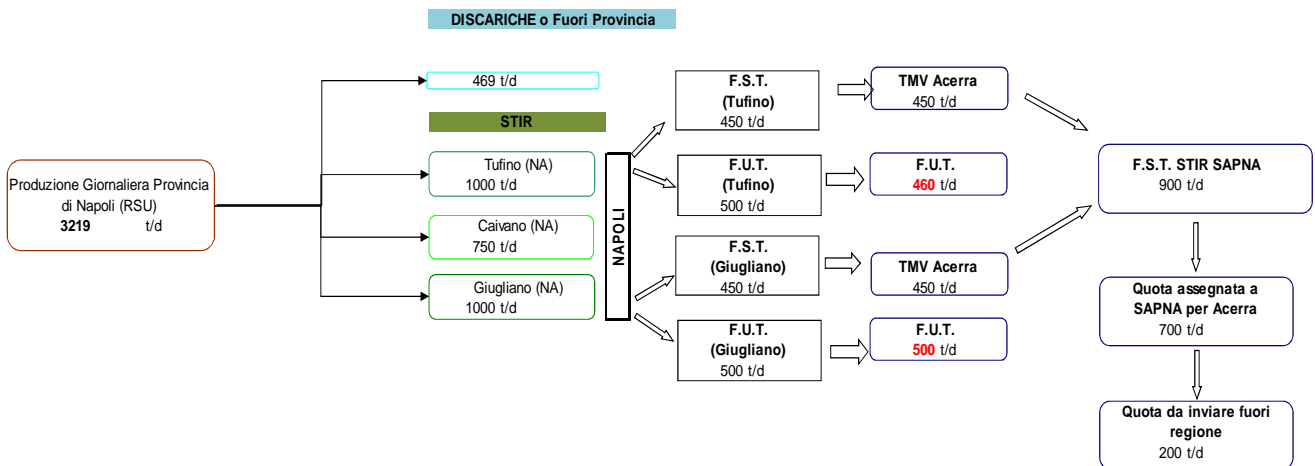 DISCARICHE o Fuori Provincia
469 t/d
STIR
Produzione Giornaliera Provincia
di Napoli (RSU)
3219 t/d
Tufino (NA)
1000 t/d
Caivano (NA)
750 t/d
Giugliano (NA)
1000 t/d
NAPOLI
F.S.T.
(Tufino)
450 t/d
F.U.T.
(Tufino)
500 t/d
F.S.T.
(Giugliano)
450 t/d
F.U.T.
(Giugliano)
500 t/d
TMV Acerra
450 t/d
F.U.T.
460 t/d
TMV Acerra
450 t/d
F.U.T.
500 t/d
F.S.T. STIR SAPNA
900 t/d
Quota assegnata a
SAPNA per Acerra
700 t/d
Quota da inviare fuori
regione
200 t/d